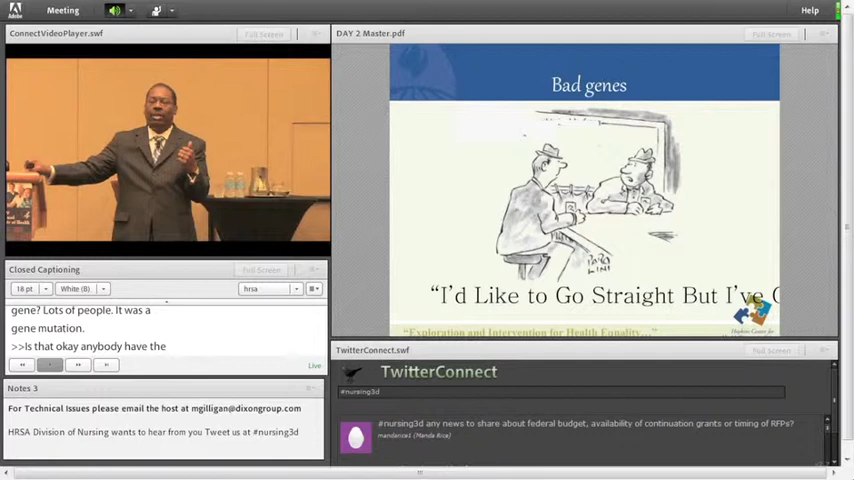 Adobe
Meeting
Help
ConnectVideoPlayer.swf
Full Screen
DAY 2 Master.pdf
Full Screen
Bad genes
"I'd Like to Go Straight But I've
"Exploration and Intervention for Health Equality..."
Closed Captioning
Full Screen
18 pt
White (B)
hrsa
gene? Lots of people. It was a
gene mutation.
>>Is that okay anybody have the
Live
Notes 3
For Technical Issues please email the host at mgilligan@dixongroup.com
HRSA Division of Nursing wants to hear from you Tweet us at #nursing3d
TwitterConnect.swf
Full Screen
TwitterConnect
#nursing3d
#nursing3d any news to share about federal budget, availability of continuation grants or timing of RFPs?
mandarice1 (Manda Rice)